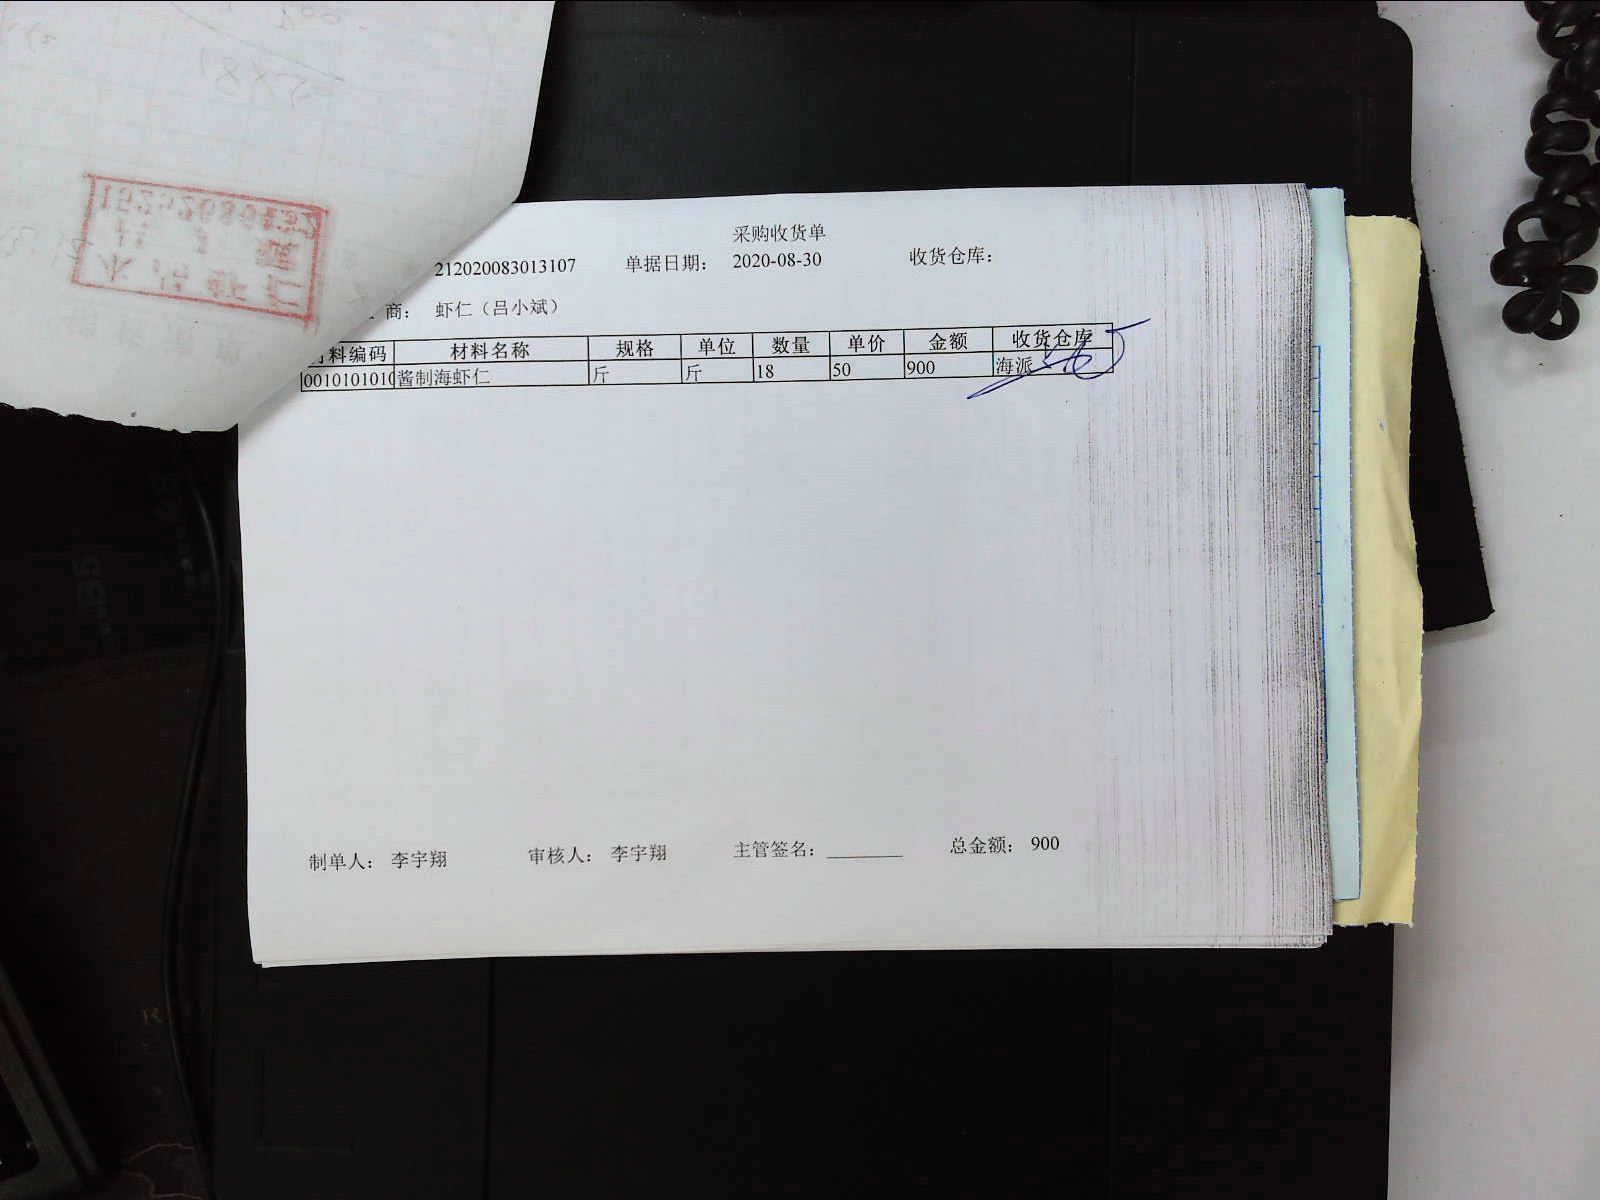 采购收货单
212020083013107 单据日期： 2020-08-30 收货仓库：
商： 虾仁（吕小斌）
料编码 材料名称 规格 单位 数量 单价 金额 收货仓库
0010101010 酱制海虾仁 斤 斤 18 50 900 海派
制单人： 李宇翔 审核人： 李宇翔 主管签名： ________ 总金额： 900